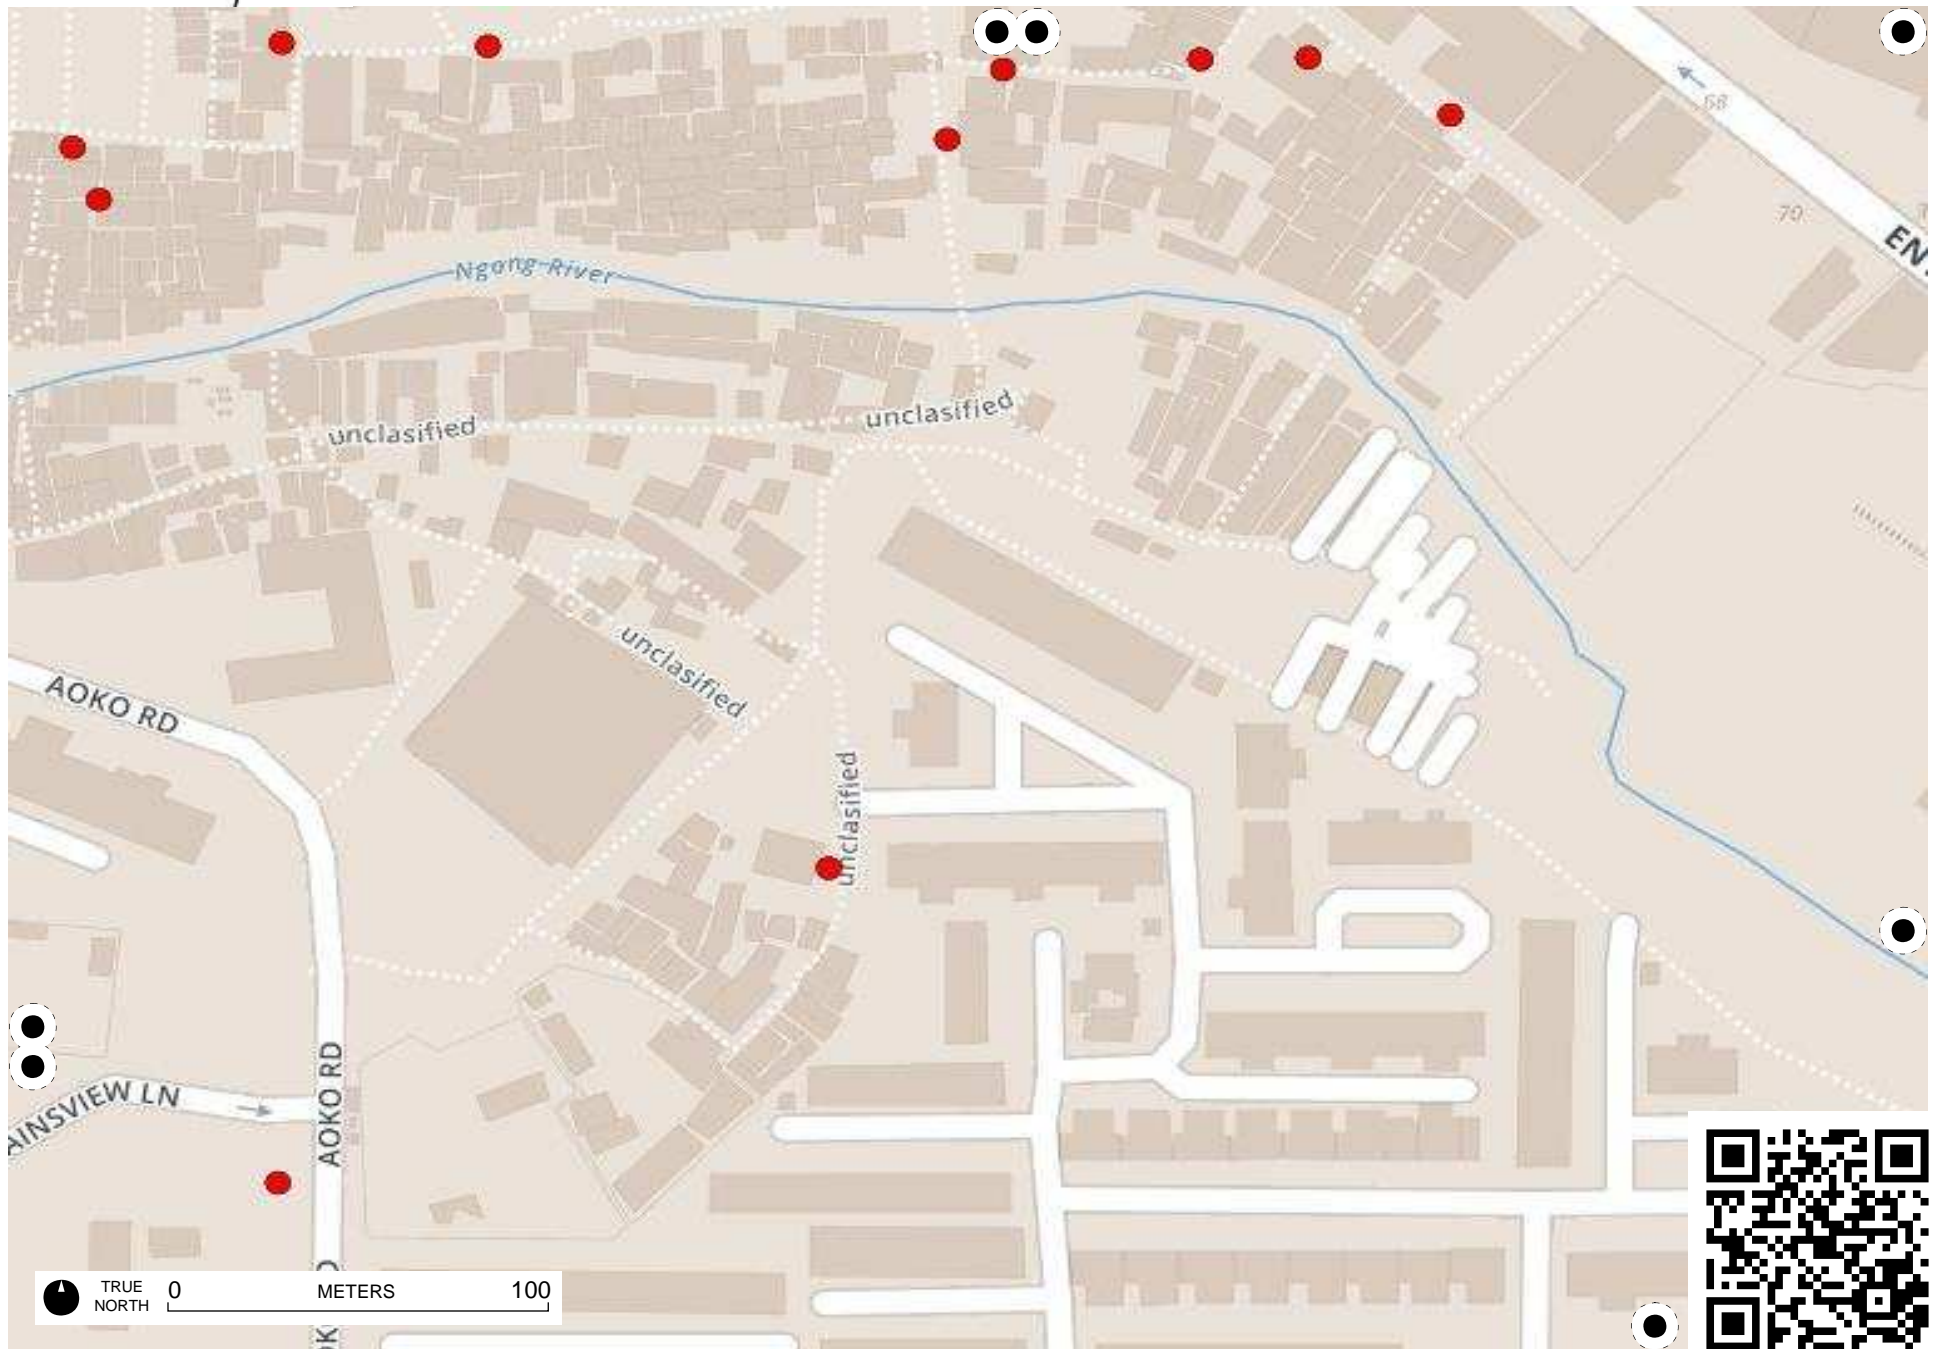 68
70
EN
Ngong River
unclasified
unclasified
unclasified
AOKO RD
unclasified
AINSVIEW LN
AOKO RD
TRUE
NORTH
0 METERS 100